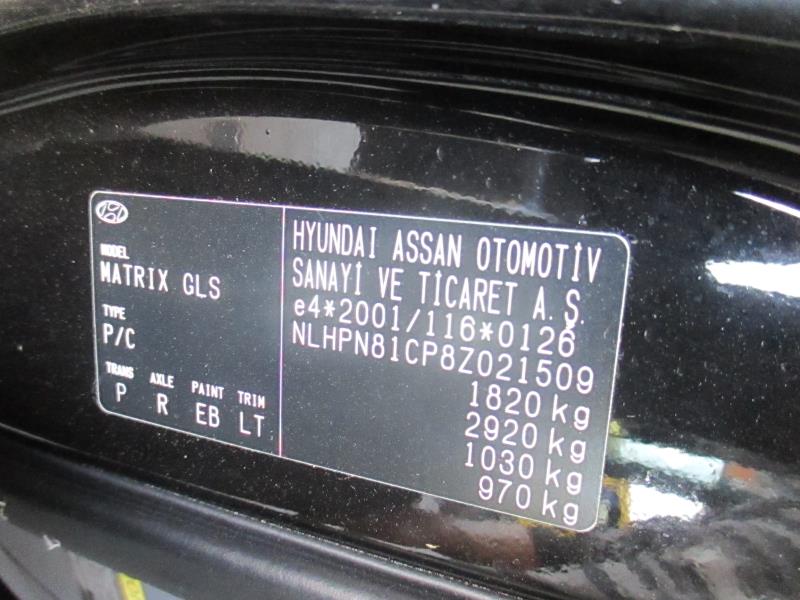 MODEL
MATRIX GLS
TYPE
P/C
TRANS AXLE PAINT TRIM
P R EB LT
HYUNDAI ASSAN OTOMOTİV
SANAYİ VE TİCARET A.Ş.
e4*2001/116*0126
NLHPN81CP8Z021509
1820 kg
2920 kg
1030 kg
970 kg